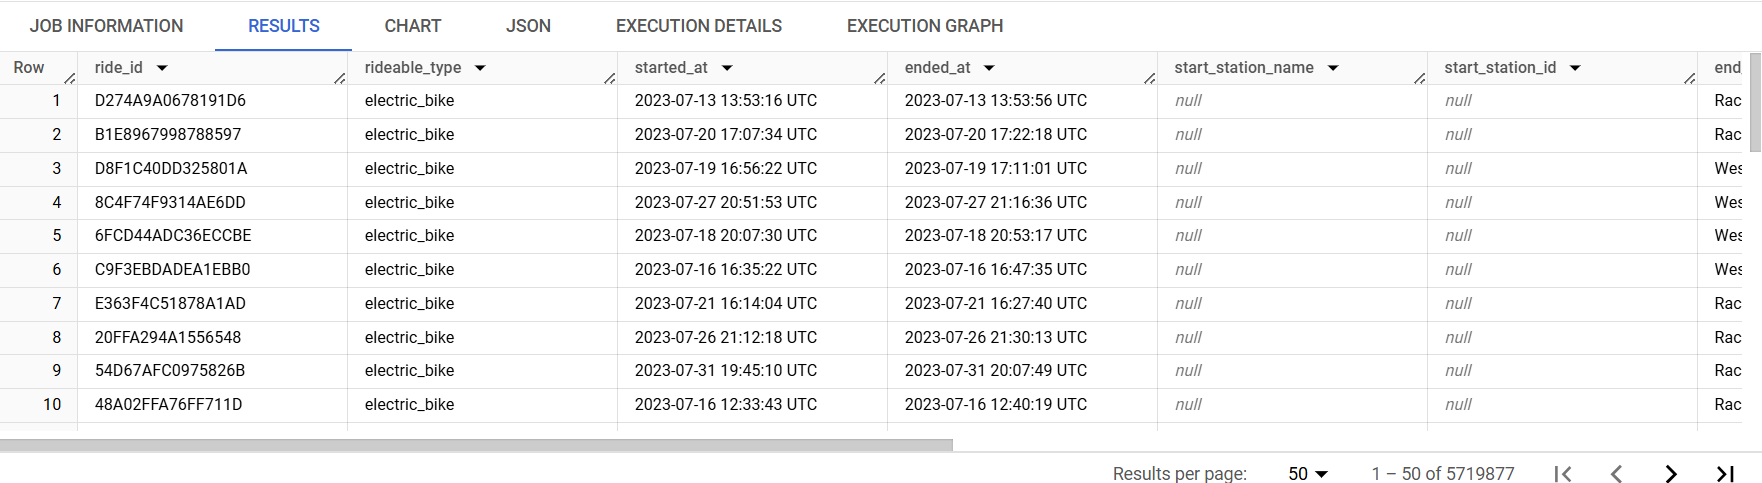 JOB INFORMATION RESULTS CHART JSON EXECUTION DETAILS EXECUTION GRAPH
Row ride_id rideable_type started_at ended_at start_station_name start_station_id end_
1 D274A9A0678191D6 electric_bike 2023-07-13 13:53:16 UTC 2023-07-13 13:53:56 UTC null null Rac
2 B1E8967998788597 electric_bike 2023-07-20 17:07:34 UTC 2023-07-20 17:22:18 UTC null null Rac
3 D8F1C40DD325801A electric_bike 2023-07-19 16:56:22 UTC 2023-07-19 17:11:01 UTC null null Wes
4 8C4F74F9314AE6DD electric_bike 2023-07-27 20:51:53 UTC 2023-07-27 21:16:36 UTC null null Wes
5 6FCD44ADC36ECCBE electric_bike 2023-07-18 20:07:30 UTC 2023-07-18 20:53:17 UTC null null Wes
6 C9F3EBDADEA1EBB0 electric_bike 2023-07-16 16:35:22 UTC 2023-07-16 16:47:35 UTC null null Wes
7 E363F4C51878A1AD electric_bike 2023-07-21 16:14:04 UTC 2023-07-21 16:27:40 UTC null null Rac
8 20FFA294A1556548 electric_bike 2023-07-26 21:12:18 UTC 2023-07-26 21:30:13 UTC null null Rac
9 54D67AFC0975826B electric_bike 2023-07-31 19:45:10 UTC 2023-07-31 20:07:49 UTC null null Rac
10 48A02FFA76FF711D electric_bike 2023-07-16 12:33:43 UTC 2023-07-16 12:40:19 UTC null null Rac
Results per page: 50 1 – 50 of 5719877